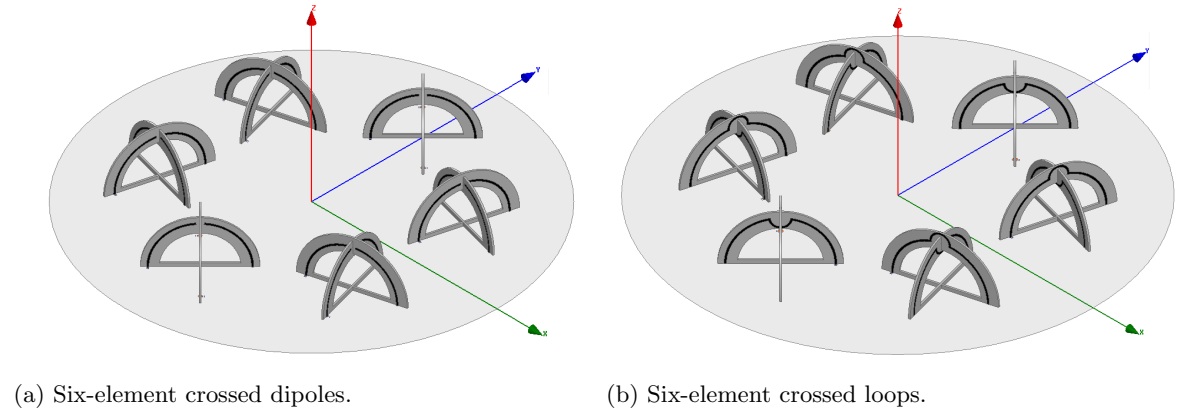 Z
Z
Y
Y
X
X
(a) Six-element crossed dipoles.
(b) Six-element crossed loops.